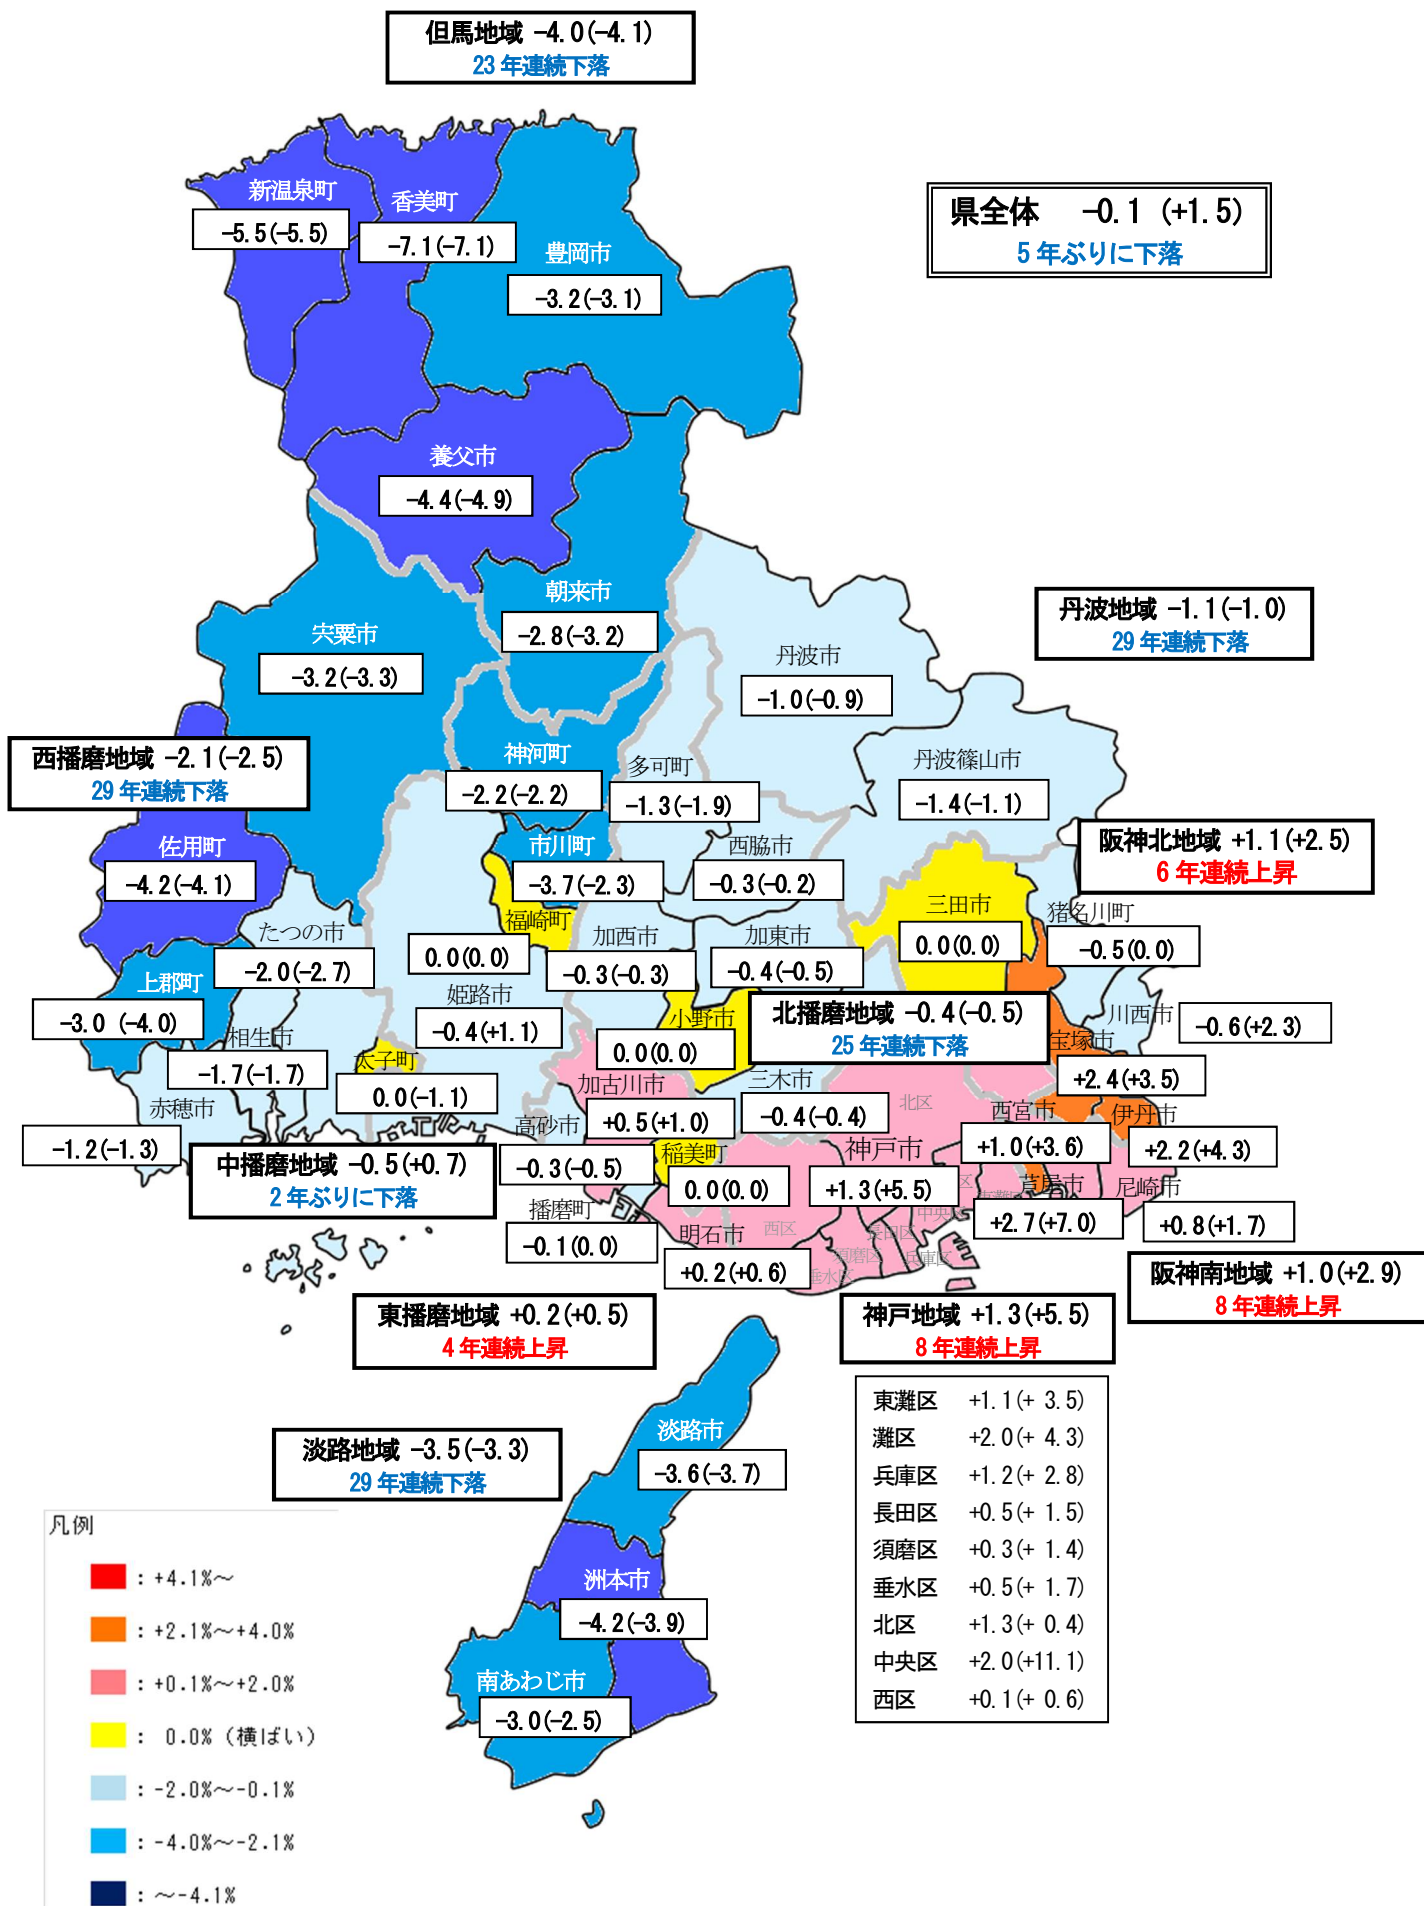 但馬地域 -4.0(-4.1)
23 年連続下落
県全体 -0.1 (+1.5)
5 年ぶりに下落
新温泉町
-5.5(-5.5)
香美町
-7.1(-7.1)
豊岡市
-3.2(-3.1)
養父市
-4.4(-4.9)
朝来市
-2.8(-3.2)
宍粟市
-3.2(-3.3)
丹波地域 -1.1(-1.0)
29 年連続下落
丹波市
-1.0(-0.9)
西播磨地域 -2.1(-2.5)
29 年連続下落
神河町
-2.2(-2.2)
多可町
-1.3(-1.9)
丹波篠山市
-1.4(-1.1)
佐用町
-4.2(-4.1)
市川町
-3.7(-2.3)
西脇市
-0.3(-0.2)
阪神北地域 +1.1(+2.5)
6 年連続上昇
三田市
0.0(0.0)
猪名川町
-0.5(0.0)
たつの市
-2.0(-2.7)
福崎町
0.0(0.0)
加西市
-0.3(-0.3)
加東市
-0.4(-0.5)
上郡町
-3.0 (-4.0)
姫路市
-0.4(+1.1)
小野市
0.0(0.0)
北播磨地域 -0.4(-0.5)
25 年連続下落
川西市
-0.6(+2.3)
相生市
-1.7(-1.7)
太子町
0.0(-1.1)
宝塚市
+2.4(+3.5)
赤穂市
-1.2(-1.3)
加古川市
+0.5(+1.0)
三木市
-0.4(-0.4)
北区
西宮市
+1.0(+3.6)
伊丹市
+2.2(+4.3)
高砂市
-0.3(-0.5)
中播磨地域 -0.5(+0.7)
2 年ぶりに下落
稲美町
0.0(0.0)
神戸市
+1.3(+5.5)
芦屋市
+2.7(+7.0)
尼崎市
+0.8(+1.7)
播磨町
-0.1(0.0)
明石市
+0.2(+0.6)
西区
中央区
長田区
須磨区
兵庫区
垂水区
阪神南地域 +1.0(+2.9)
8 年連続上昇
東播磨地域 +0.2(+0.5)
4 年連続上昇
神戸地域 +1.3(+5.5)
8 年連続上昇
東灘区 +1.1(+ 3.5)
灘区 +2.0(+ 4.3)
兵庫区 +1.2(+ 2.8)
長田区 +0.5(+ 1.5)
須磨区 +0.3(+ 1.4)
垂水区 +0.5(+ 1.7)
北区 +1.3(+ 0.4)
中央区 +2.0(+11.1)
西区 +0.1(+ 0.6)
淡路地域 -3.5(-3.3)
29 年連続下落
淡路市
-3.6(-3.7)
洲本市
-4.2(-3.9)
南あわじ市
-3.0(-2.5)
凡例
：+4.1%～
：+2.1%～+4.0%
：+0.1%～+2.0%
： 0.0%（横ばい）
：-2.0%～-0.1%
：-4.0%～-2.1%
：～-4.1%